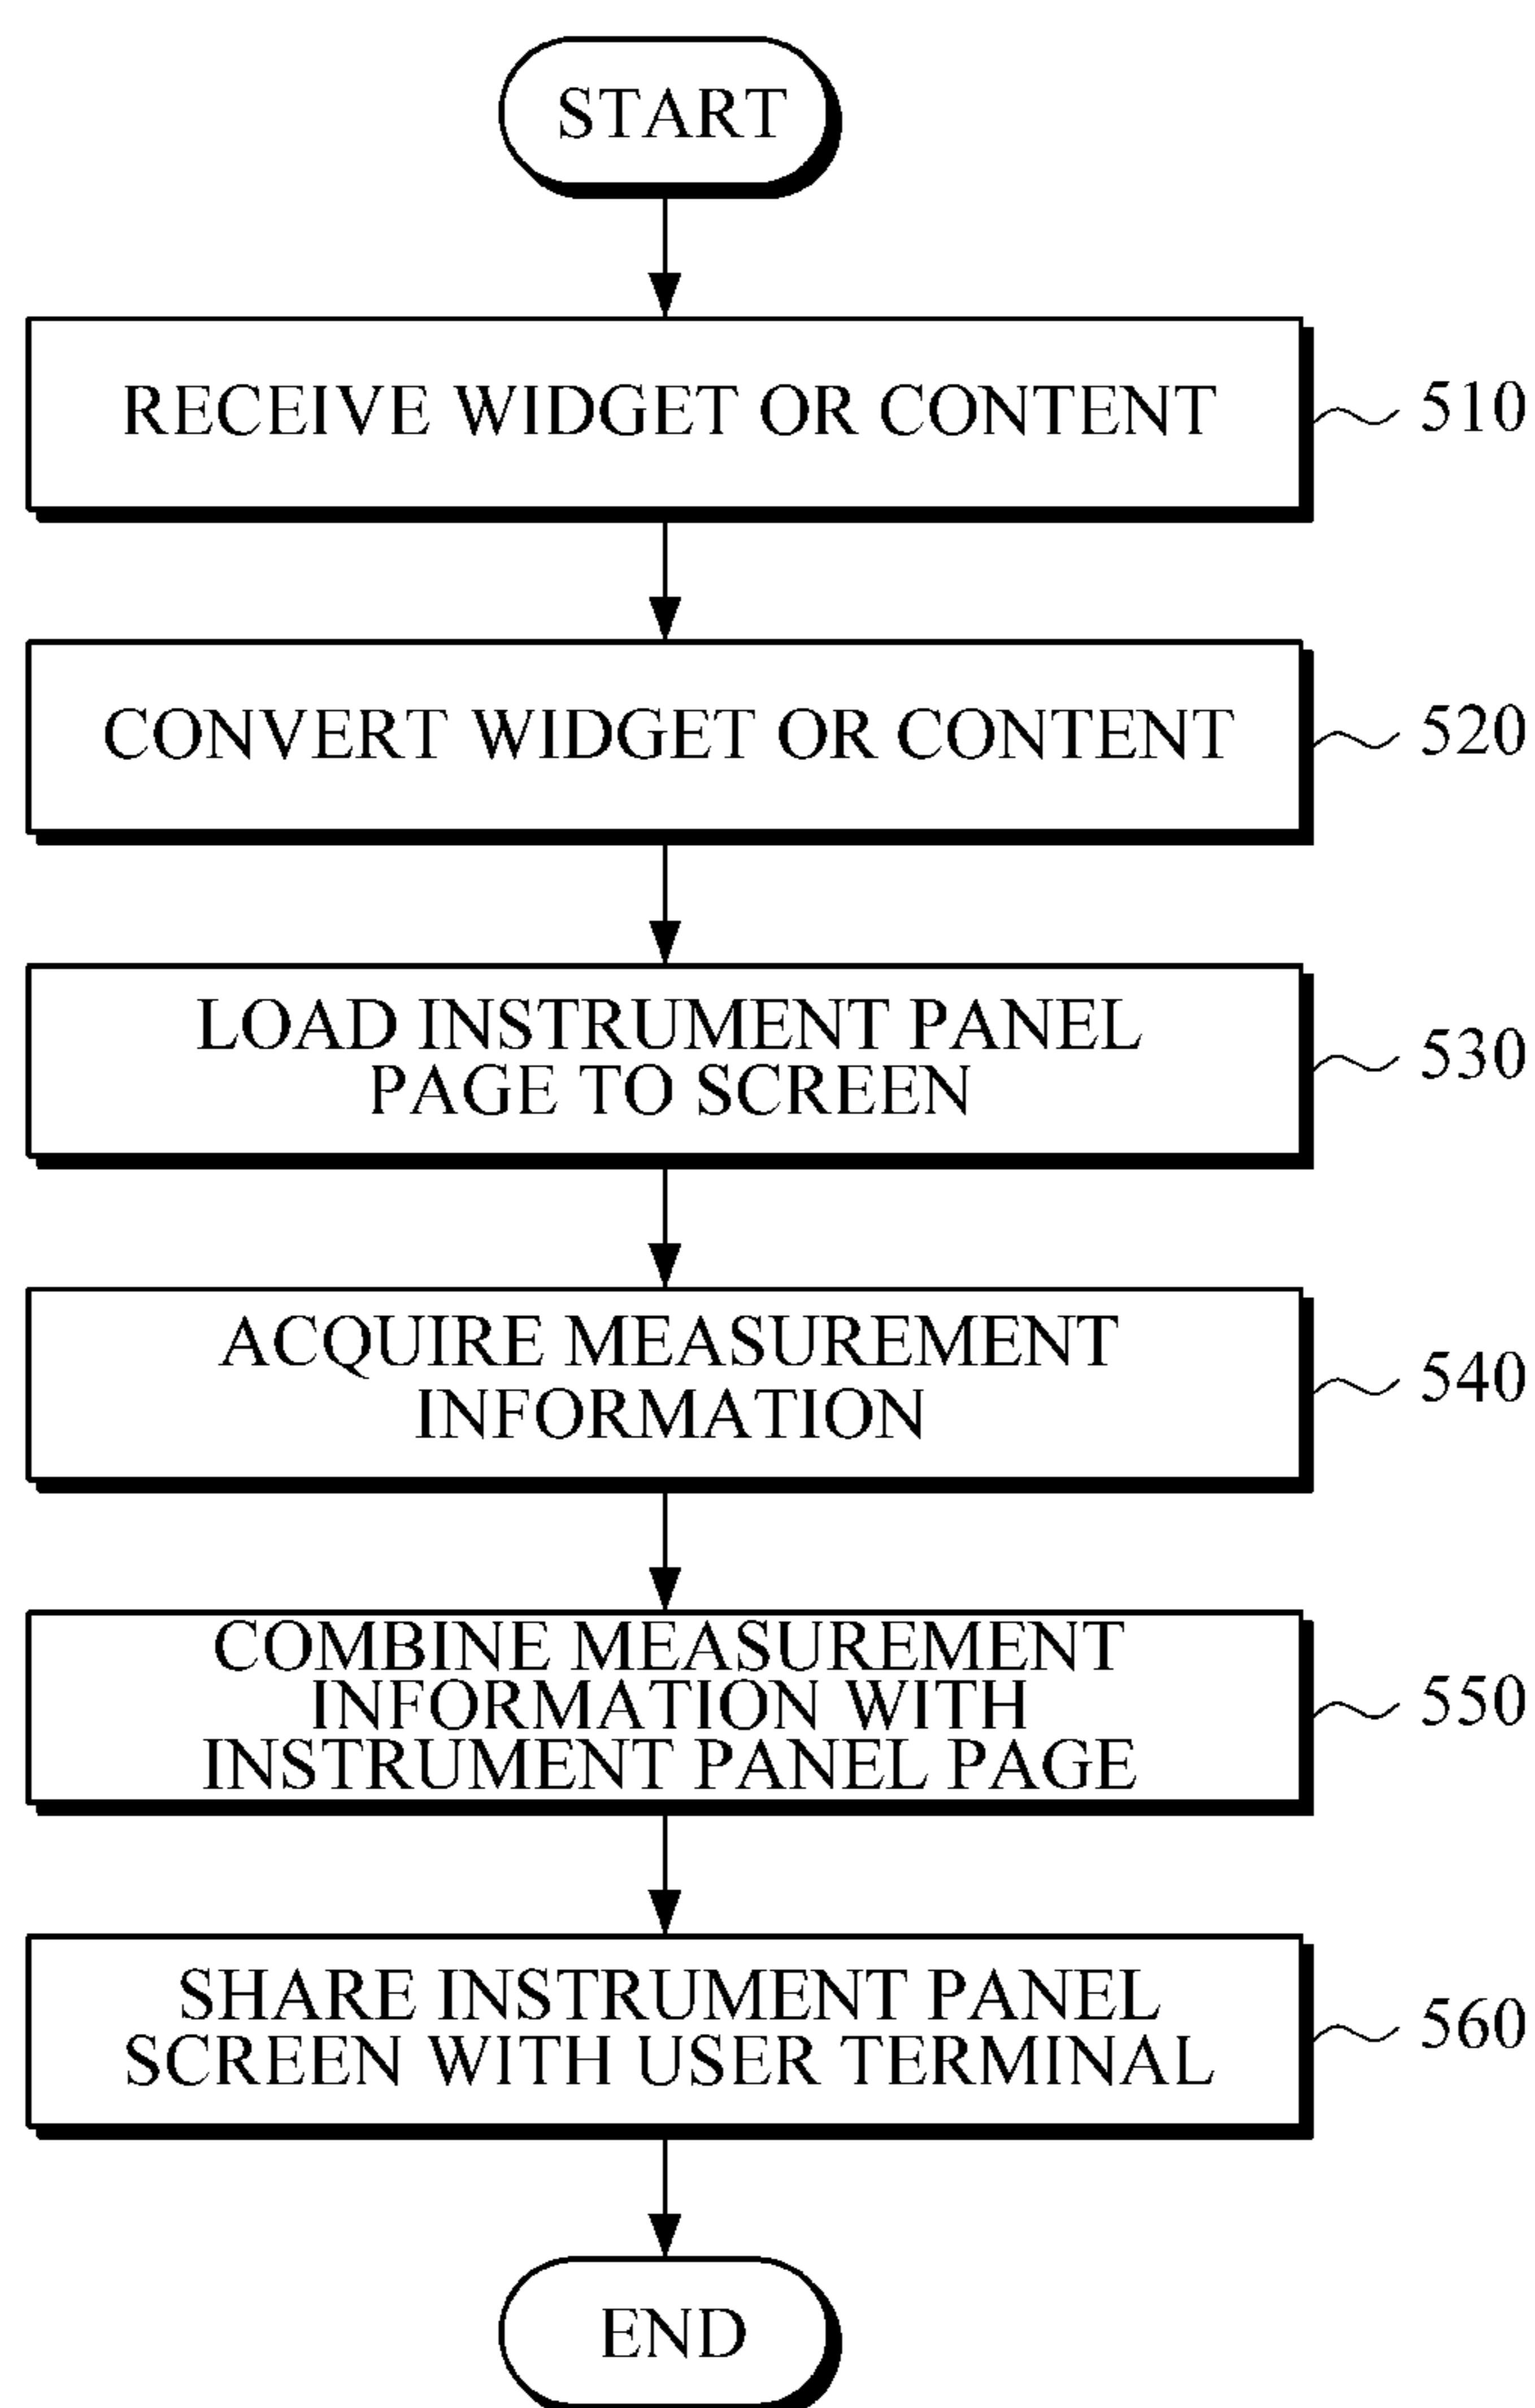 START
RECEIVE WIDGET OR CONTENT
510
CONVERT WIDGET OR CONTENT
520
LOAD INSTRUMENT PANEL
PAGE TO SCREEN
530
ACQUIRE MEASUREMENT
INFORMATION
540
COMBINE MEASUREMENT
INFORMATION WITH
INSTRUMENT PANEL PAGE
550
SHARE INSTRUMENT PANEL
SCREEN WITH USER TERMINAL
560
END